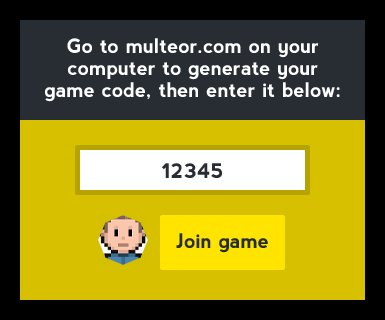 Go to multeor.com on your
computer to generate your
game code, then enter it below:
12345
Join game